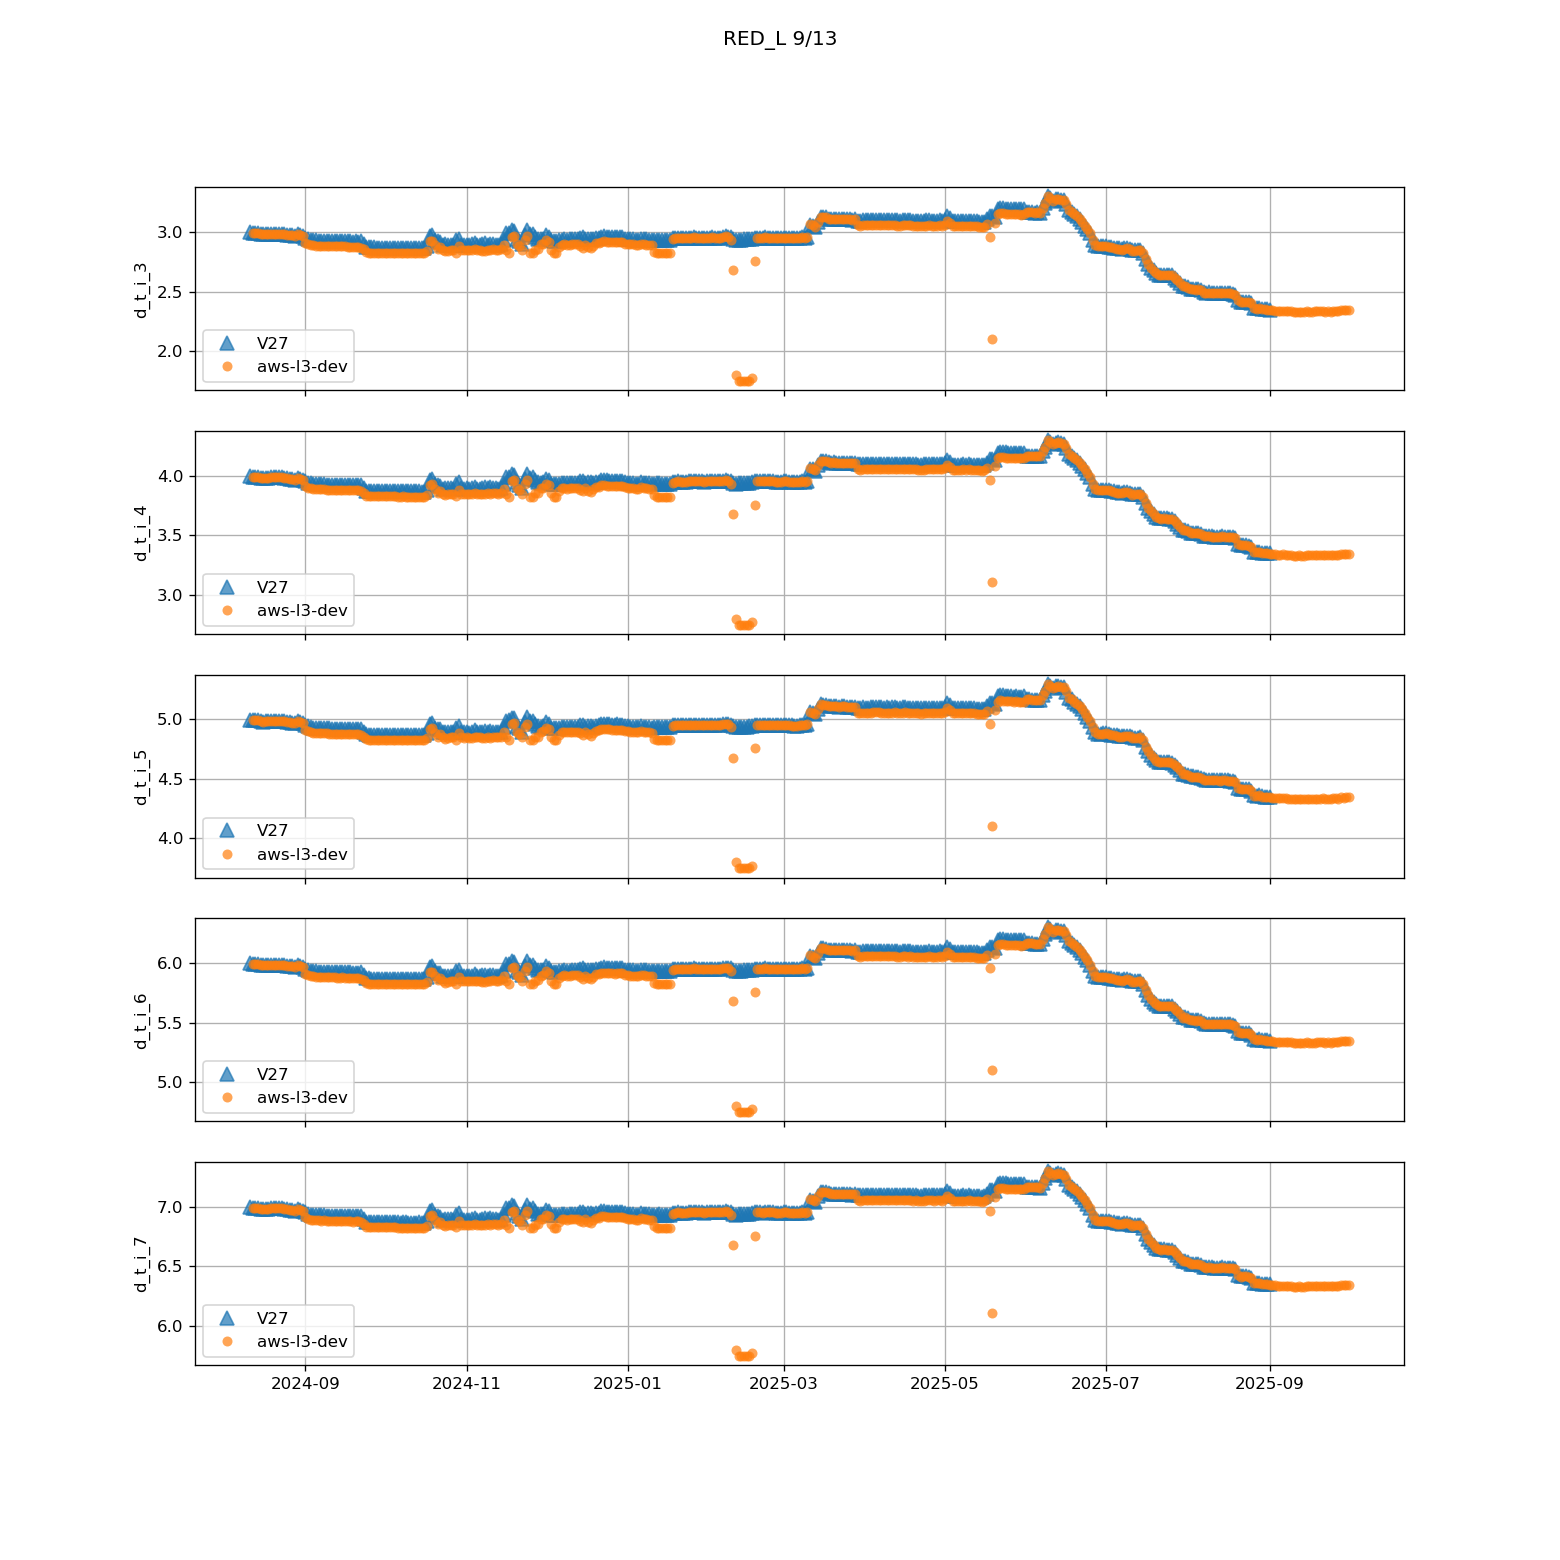 RED_L 9/13
3.0
2.5
2.0
d_t_i_3
V27
aws-l3-dev
4.0
3.5
3.0
d_t_i_4
V27
aws-l3-dev
5.0
4.5
4.0
d_t_i_5
V27
aws-l3-dev
6.0
5.5
5.0
d_t_i_6
V27
aws-l3-dev
7.0
6.5
6.0
d_t_i_7
V27
aws-l3-dev
2024-09 2024-11 2025-01 2025-03 2025-05 2025-07 2025-09